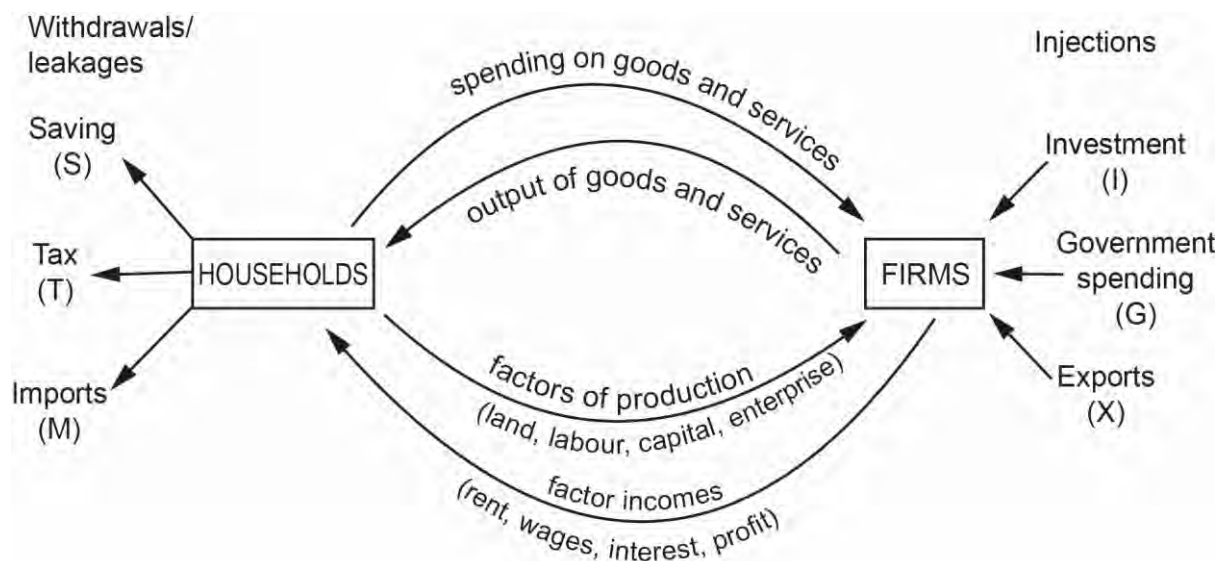 Withdrawals/
leakages
Injections
spending on goods and services
output of goods and services
Saving
(S)
Investment
(I)
Tax
(T)
HOUSEHOLDS
FIRMS
Government
spending
(G)
Imports
(M)
factors of production
(land, labour, capital, enterprise)
Exports
(X)
factor incomes
(rent, wages, interest, profit)